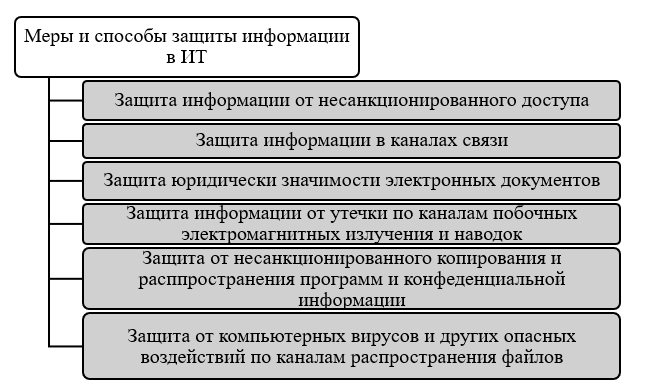 Меры и способы защиты информации
в ИТ
Защита информации от несанкционированного доступа
Защита информации в каналах связи
Защита юридически значимости электронных документов
Защита информации от утечки по каналам побочных
электромагнитных излучения и наводок
Защита от несанкционированного копирования и
распространения программ и конфеденциальной
информации
Защита от компьютерных вирусов и других опасных
воздействий по каналам распространения файлов